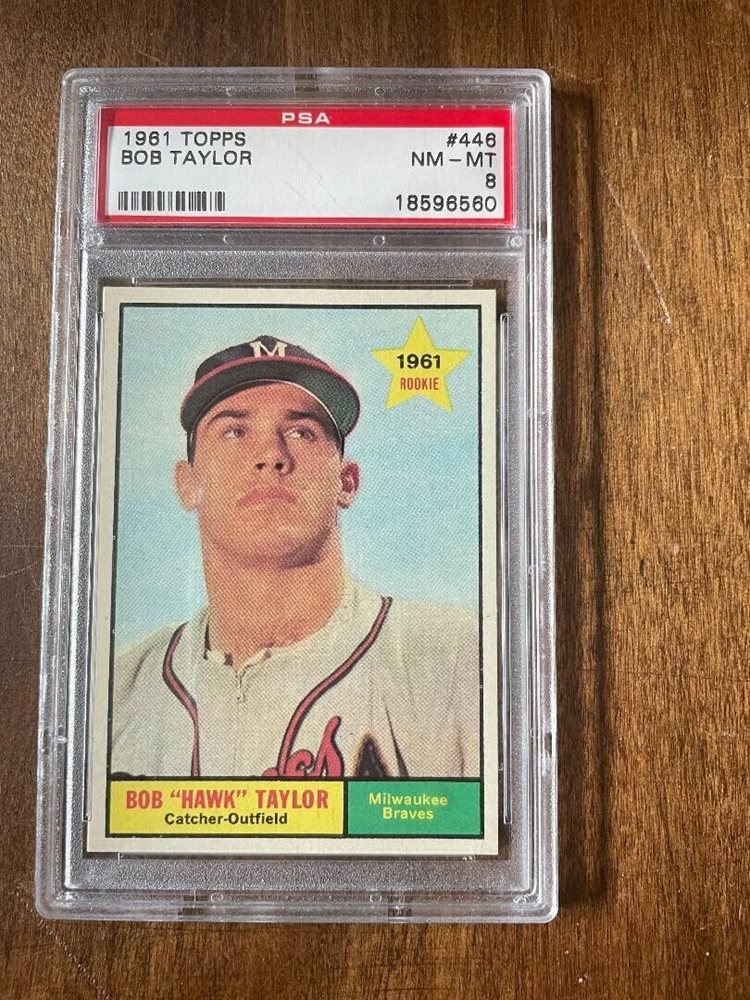 PSA
1961 TOPPS #446
BOB TAYLOR NM - MT
8
18596560
M
1961
ROOKIE
BOB “HAWK” TAYLOR
Catcher-Outfield
Milwaukee
Braves